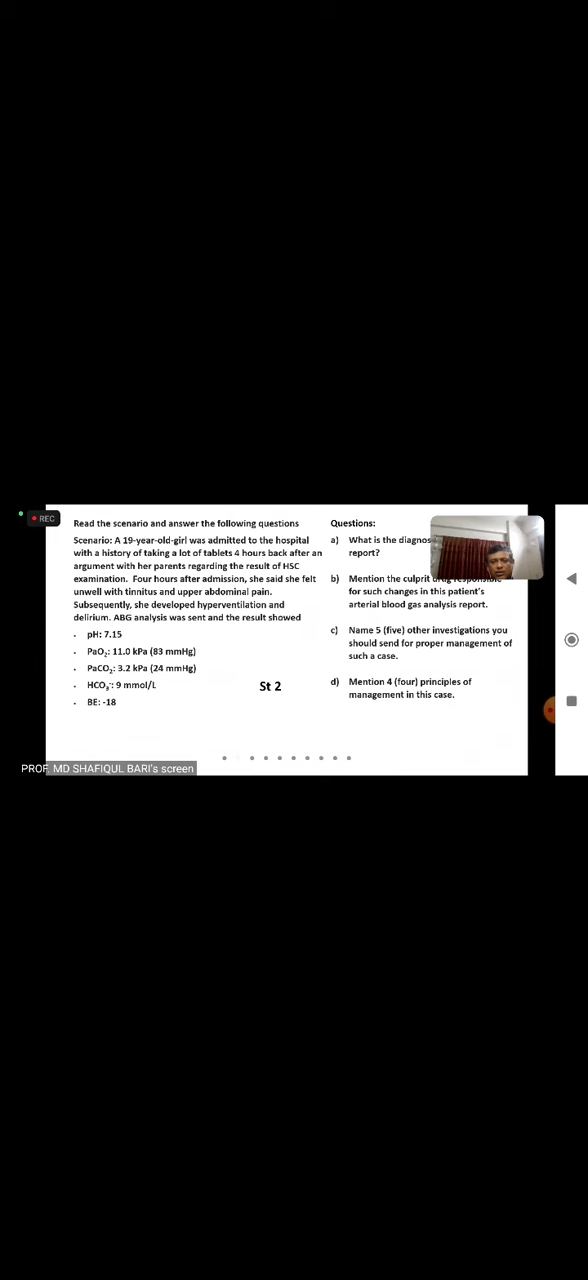 REC
Read the scenario and answer the following questions
Scenario: A 19-year-old-girl was admitted to the hospital
with a history of taking a lot of tablets 4 hours back after an
argument with her parents regarding the result of HSC
examination. Four hours after admission, she said she felt
unwell with tinnitus and upper abdominal pain.
Subsequently, she developed hyperventilation and
delirium. ABG analysis was sent and the result showed
• pH: 7.15
• PaO₂: 11.0 kPa (83 mmHg)
• PaCO₂: 3.2 kPa (24 mmHg)
• HCO₃⁻: 9 mmol/L
• BE: -18
St 2
Questions:
a) What is the
report?
b) Mention the culprit drug responsible
for such changes in this patient's
arterial blood gas analysis report.
c) Name 5 (five) other investigations you
should send for proper management of
such a case.
d) Mention 4 (four) principles of
management in this case.
PROF. MD SHAFIQUL BARI's screen